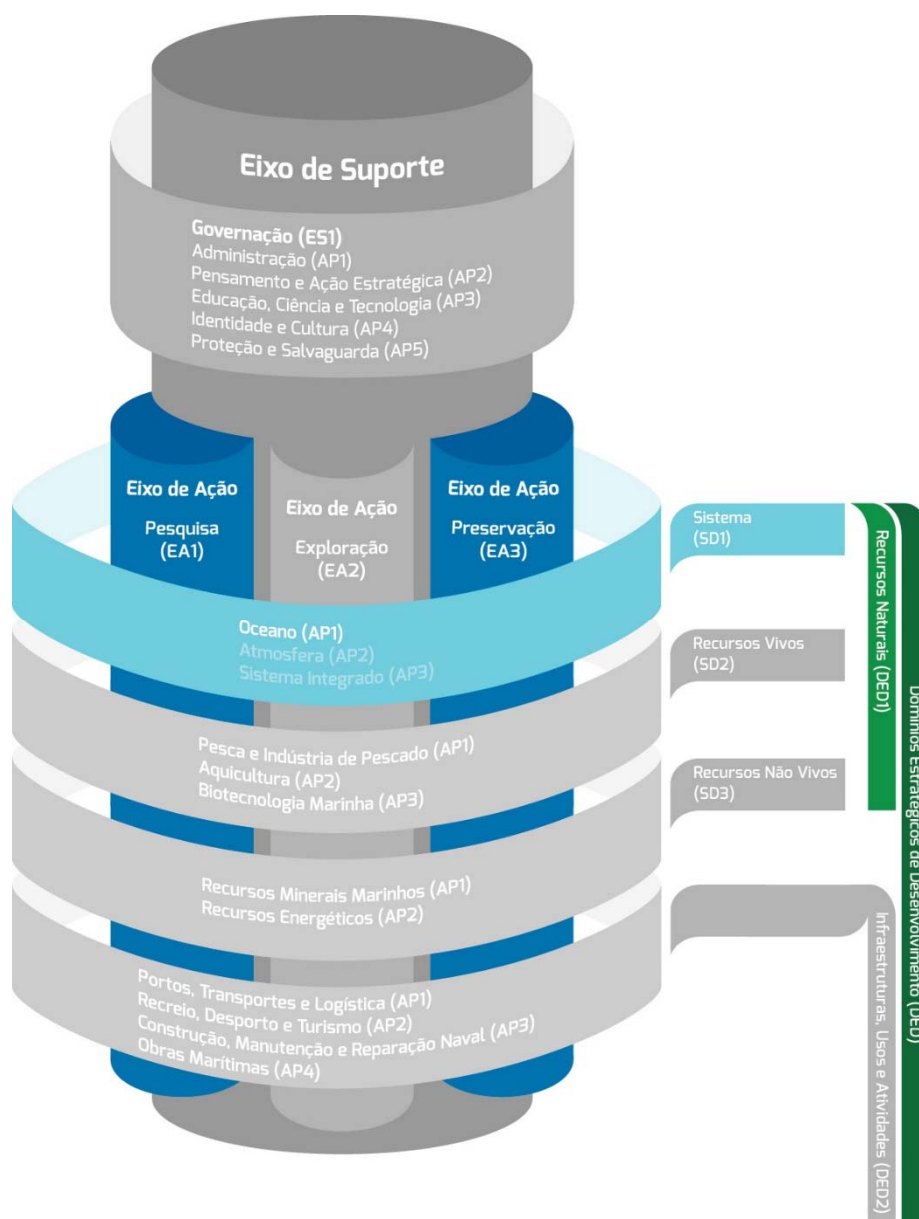 Eixo de Suporte
Governação (ES1)
Administração (AP1)
Pensamento e Ação Estratégica (AP2)
Educação, Ciência e Tecnologia (AP3)
Identidade e Cultura (AP4)
Proteção e Salvaguarda (AP5)
Eixo de Ação
Pesquisa
(EA1)
Eixo de Ação
Exploração
(EA2)
Eixo de Ação
Preservação
(EA3)
Oceano (AP1)
Atmosfera (AP2)
Sistema Integrado (AP3)
Pesca e Indústria de Pescado (AP1)
Aquicultura (AP2)
Biotecnologia Marinha (AP3)
Recursos Minerais Marinhos (AP1)
Recursos Energéticos (AP2)
Portos, Transportes e Logística (AP1)
Recreio, Desporto e Turismo (AP2)
Construção, Manutenção e Reparação Naval (AP3)
Obras Marítimas (AP4)
Sistema
(SD1)
Recursos Vivos
(SD2)
Recursos Não Vivos
(SD3)
Recursos Naturais (DED1)
Infraestruturas, Usos e Atividades (DED2)
Domínios Estratégicos de Desenvolvimento (DED)